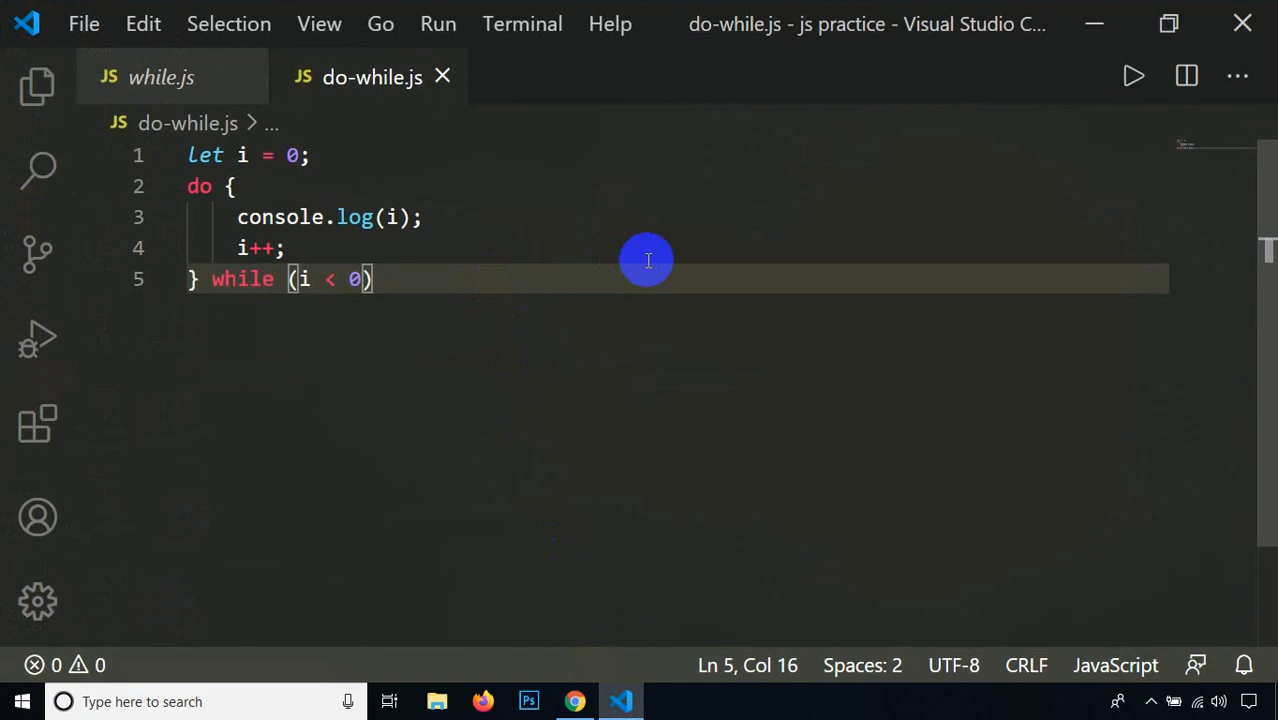 File Edit Selection View Go Run Terminal Help do-while.js - js practice - Visual Studio C...
JS while.js JS do-while.js
JS do-while.js > ...
1 let i = 0;
2 do {
3 console.log(i);
4 i++;
5 } while (i < 0)
0 0 Ln 5, Col 16 Spaces: 2 UTF-8 CRLF JavaScript
Type here to search Ps